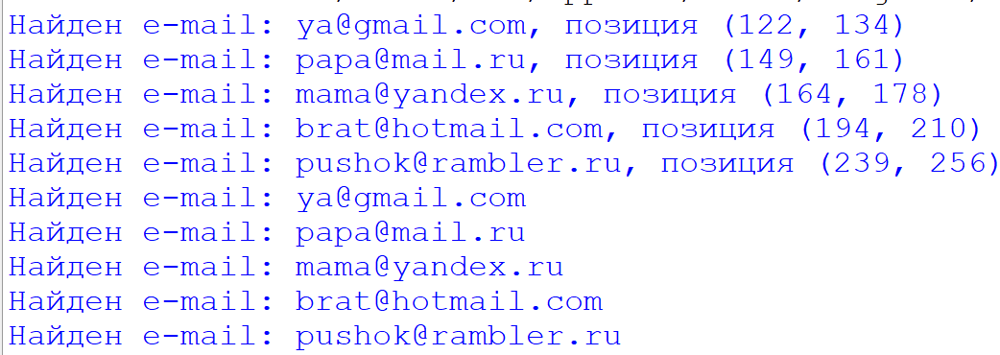 Найден e-mail: ya@gmail.com, позиция (122, 134)
Найден e-mail: papa@mail.ru, позиция (149, 161)
Найден e-mail: mama@yandex.ru, позиция (164, 178)
Найден e-mail: brat@hotmail.com, позиция (194, 210)
Найден e-mail: pushok@rambler.ru, позиция (239, 256)
Найден e-mail: ya@gmail.com
Найден e-mail: papa@mail.ru
Найден e-mail: mama@yandex.ru
Найден e-mail: brat@hotmail.com
Найден e-mail: pushok@rambler.ru